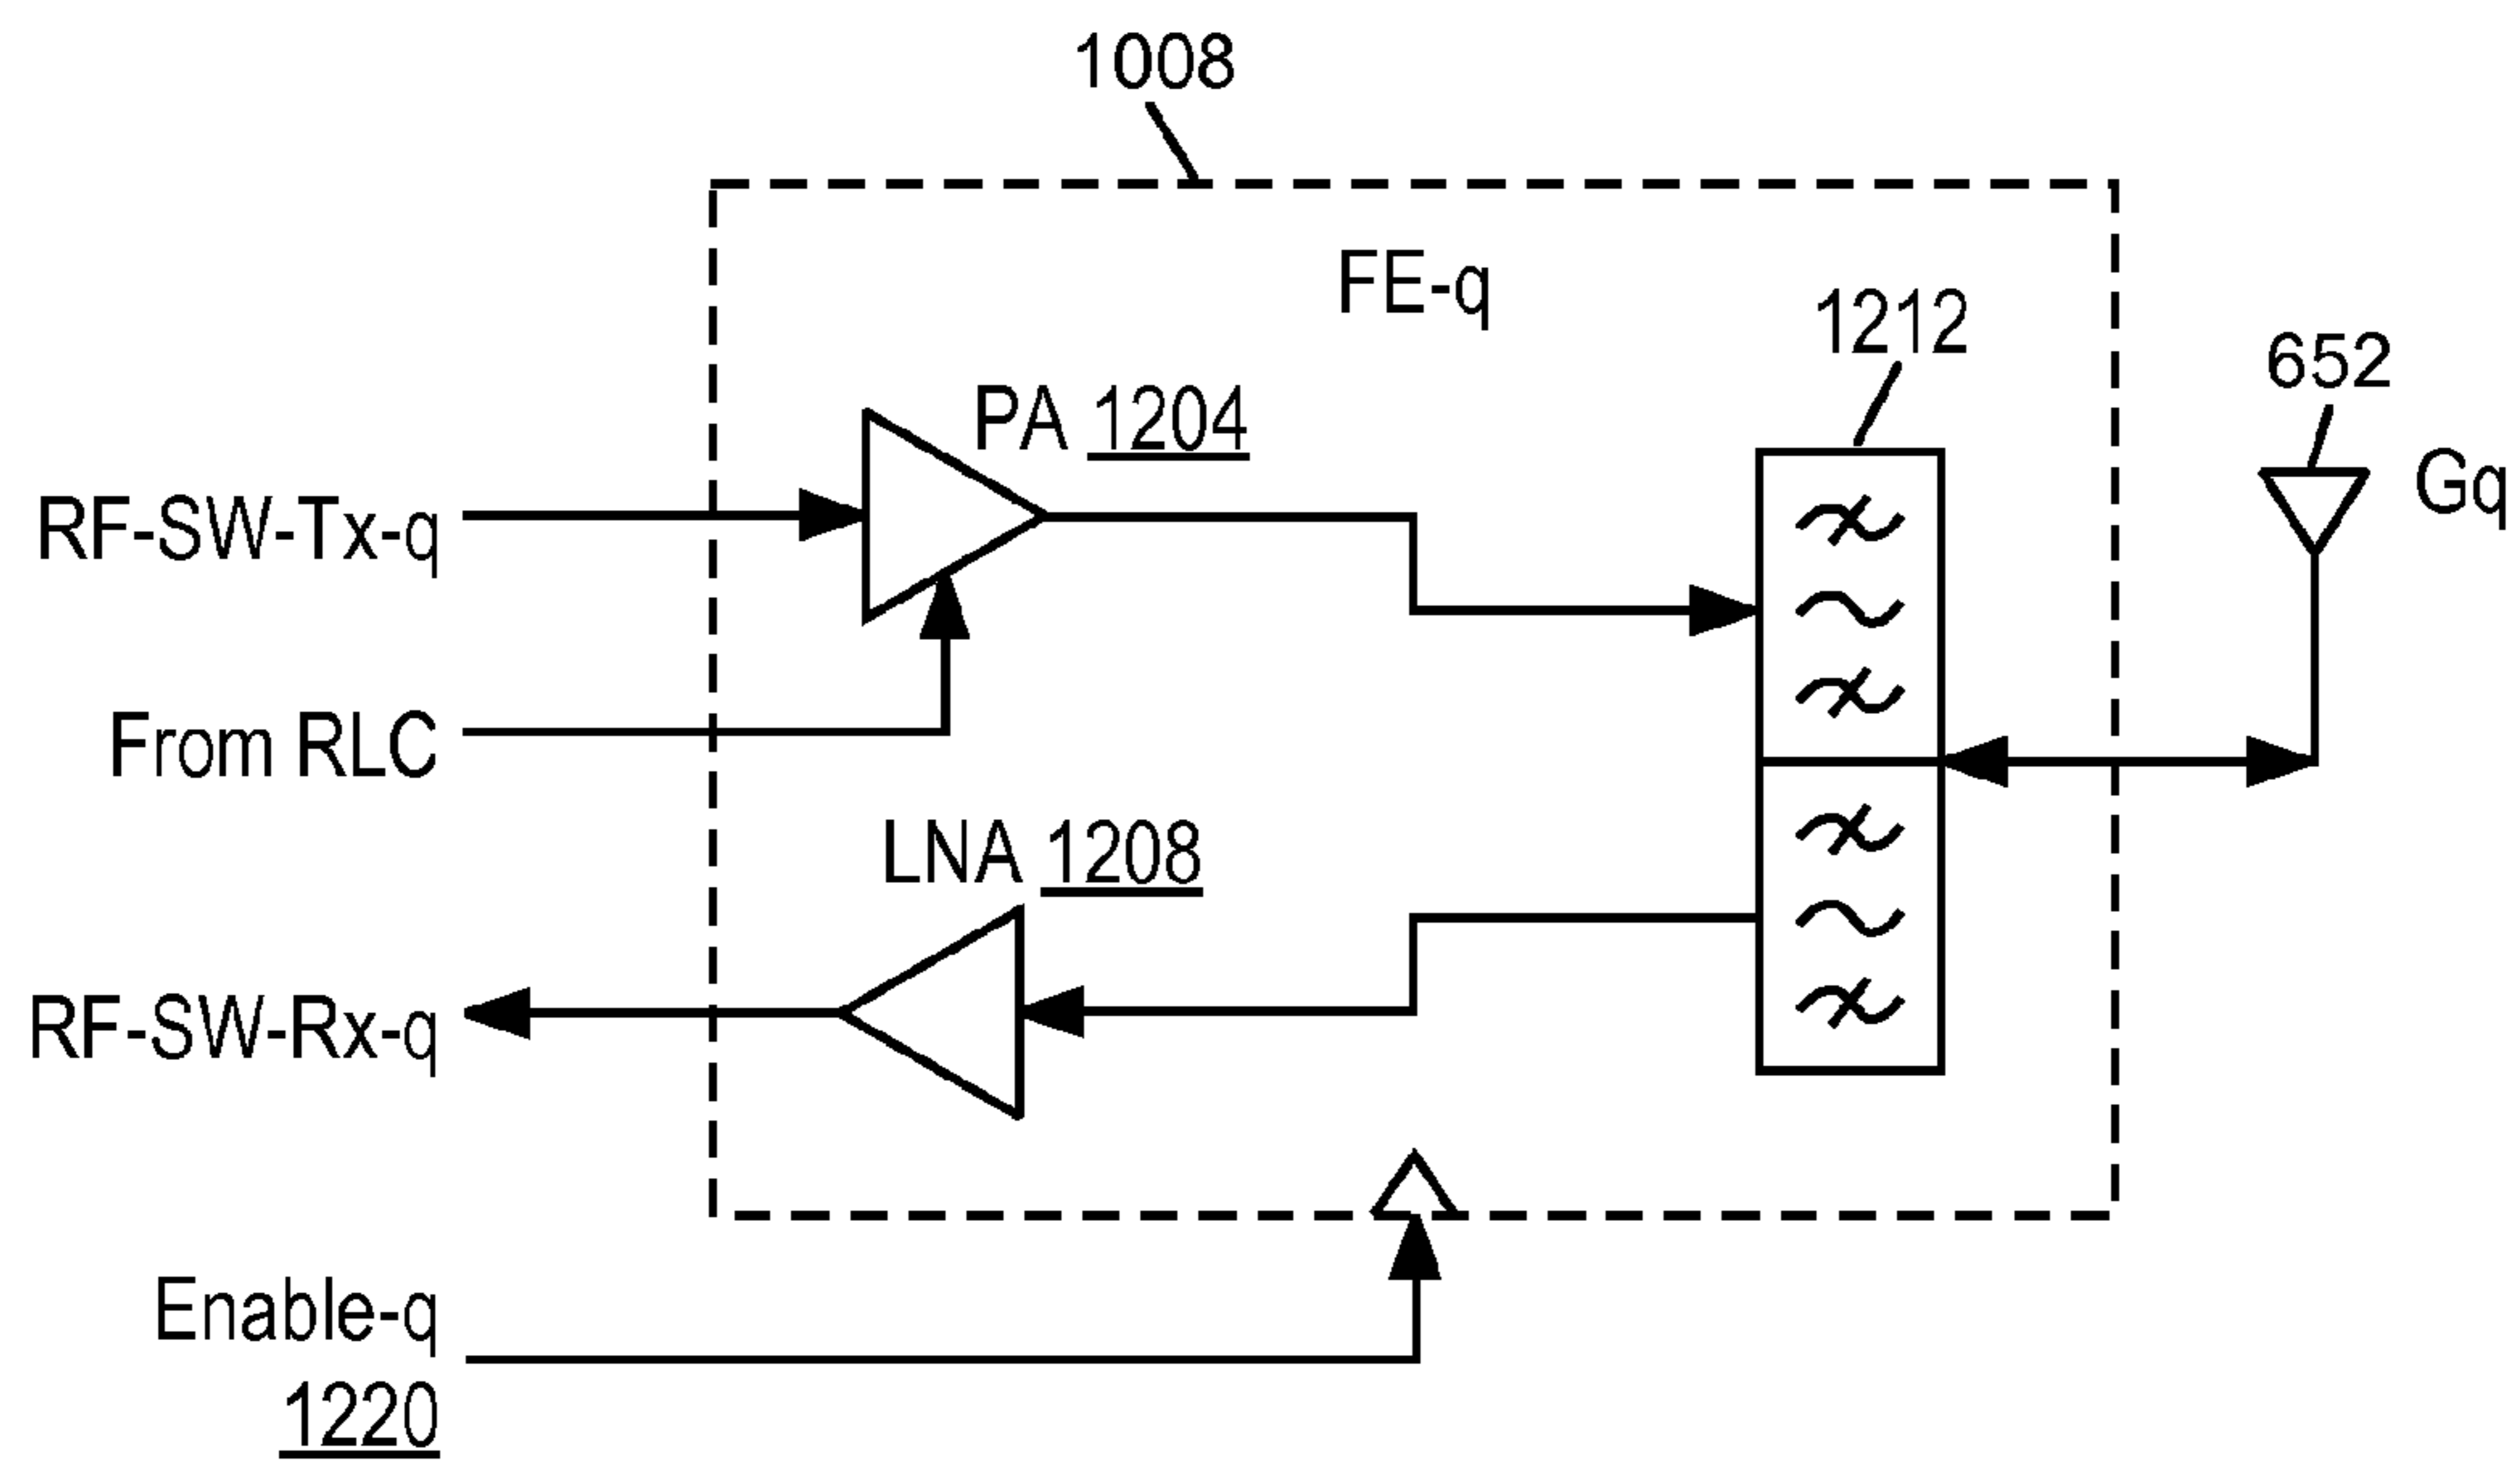 1008
FE-q
1212
652
Gq
PA 1204
RF-SW-Tx-q
From RLC
LNA 1208
RF-SW-Rx-q
Enable-q
1220